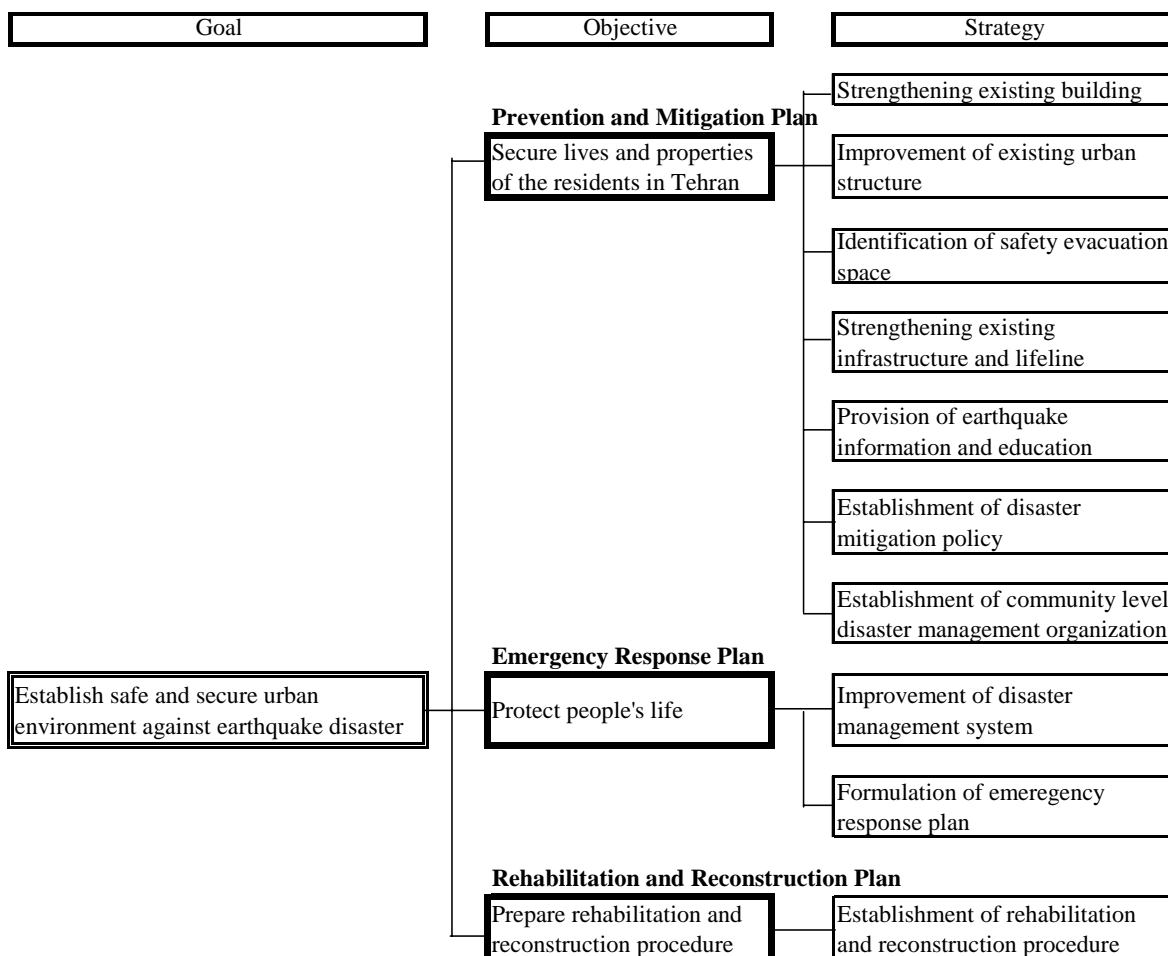 Goal
Objective
Strategy
Strengthening existing building
Prevention and Mitigation Plan
Secure lives and properties
of the residents in Tehran
Improvement of existing urban
structure
Identification of safety evacuation
space
Strengthening existing
infrastructure and lifeline
Provision of earthquake
information and education
Establishment of disaster
mitigation policy
Establishment of community level
disaster management organization
Emergency Response Plan
Establish safe and secure urban
environment against earthquake disaster
Protect people's life
Improvement of disaster
management system
Formulation of emeregency
response plan
Rehabilitation and Reconstruction Plan
Prepare rehabilitation and
reconstruction procedure
Establishment of rehabilitation
and reconstruction procedure